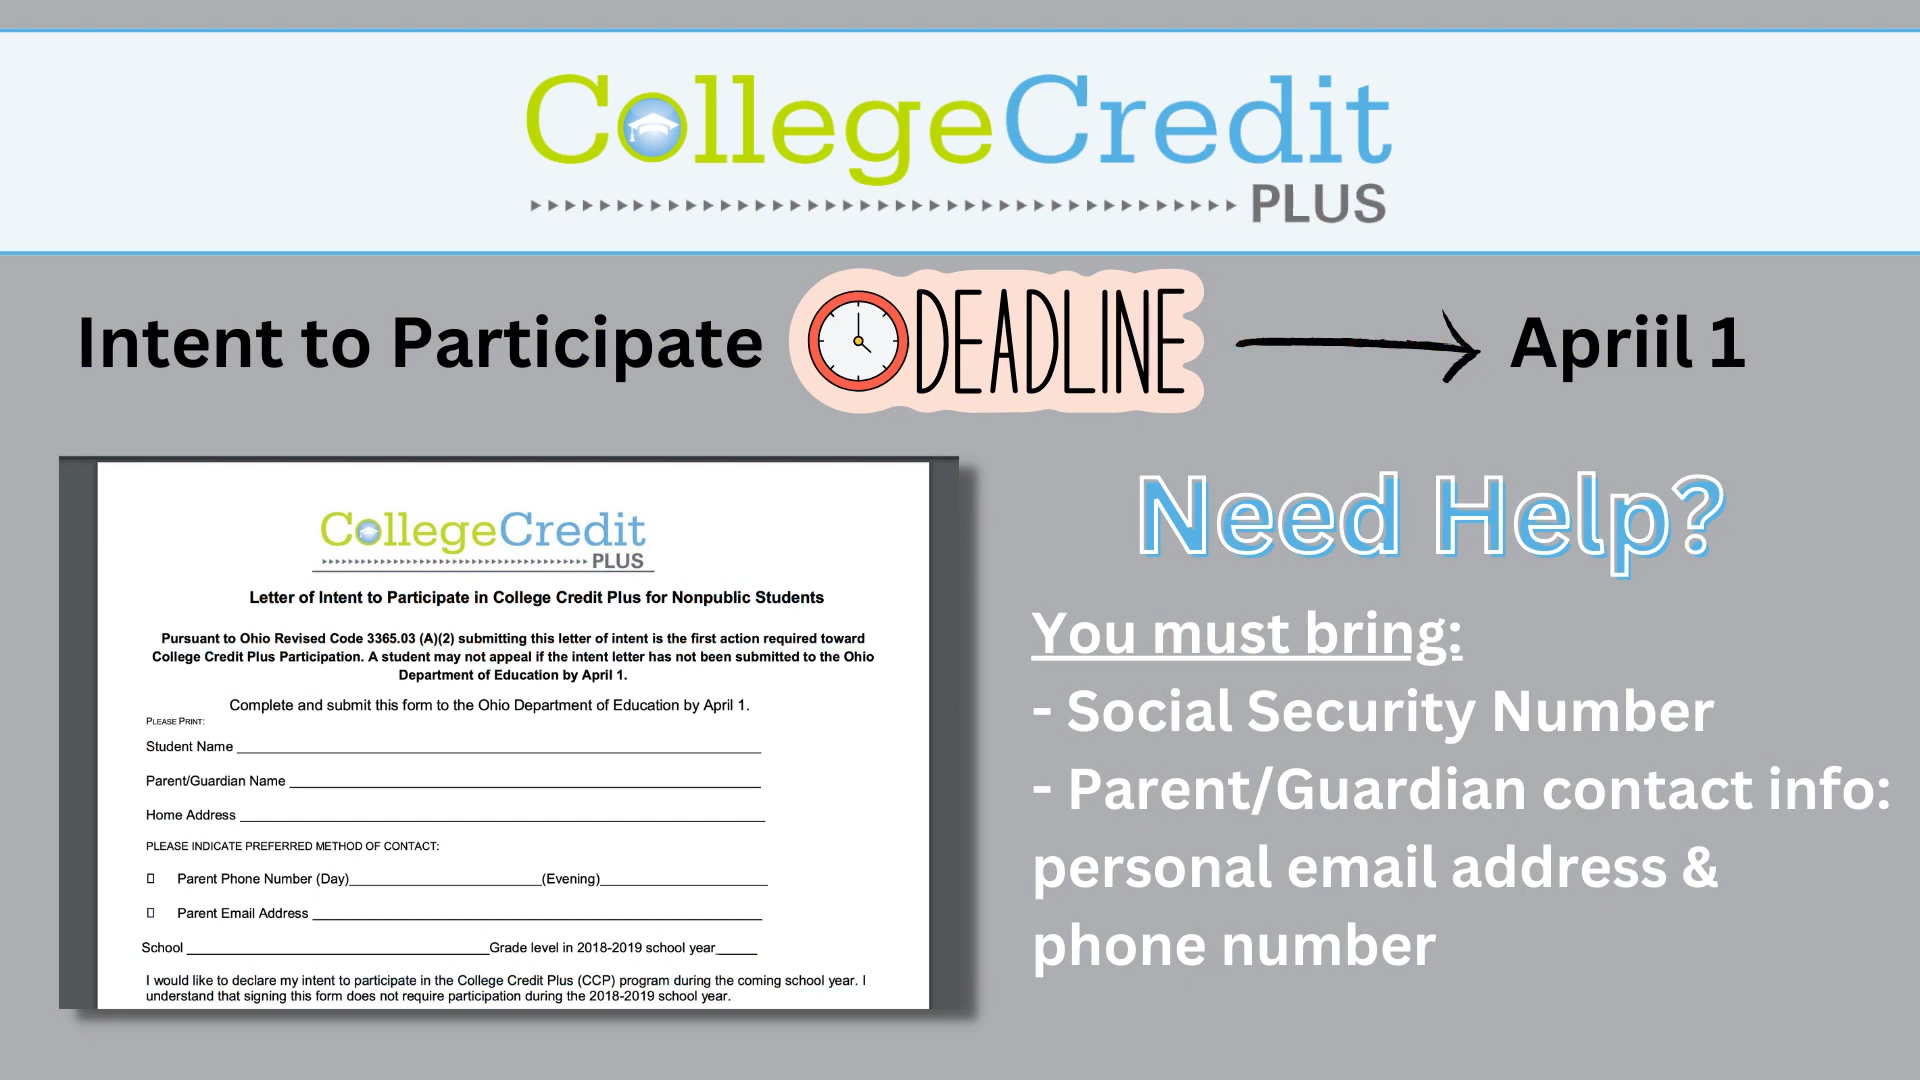 CollegeCredit
PLUS
Intent to Participate DEADLINE Apriil 1
CollegeCredit
PLUS
Letter of Intent to Participate in College Credit Plus for Nonpublic Students
Pursuant to Ohio Revised Code 3365.03 (A)(2) submitting this letter of intent is the first action required toward
College Credit Plus Participation. A student may not appeal if the intent letter has not been submitted to the Ohio
Department of Education by April 1.
Complete and submit this form to the Ohio Department of Education by April 1.
PLEASE PRINT:
Student Name
Parent/Guardian Name
Home Address
PLEASE INDICATE PREFERRED METHOD OF CONTACT:
Parent Phone Number (Day) (Evening)
Parent Email Address
School Grade level in 2018-2019 school year
I would like to declare my intent to participate in the College Credit Plus (CCP) program during the coming school year. I
understand that signing this form does not require participation during the 2018-2019 school year.
Need Help?
You must bring:
- Social Security Number
- Parent/Guardian contact info:
personal email address &
phone number